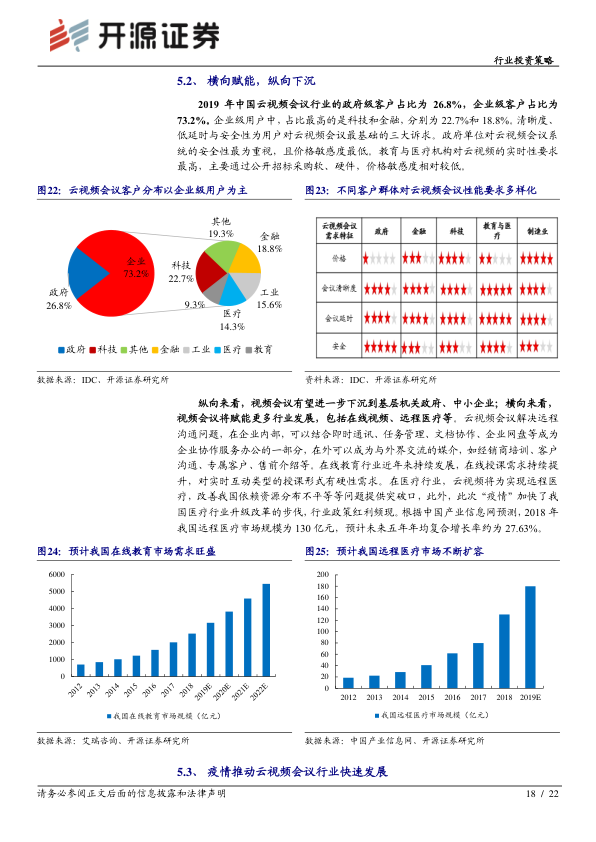 开源证券
行业投资策略
5.2、 横向赋能，纵向下沉
2019 年中国云视频会议行业的政府级客户占比为 26.8%，企业级客户占比为
73.2%。企业级用户中，占比最高的是科技和金融，分别为 22.7%和 18.8%。清晰度、
低延时与安全性为用户对云视频会议最基础的三大诉求。政府单位对云视频会议系
统的安全性最为重视，且价格敏感度最低。教育与医疗机构对云视频的实时性要求
最高，主要通过公开招标采购软、硬件，价格敏感度相对较低。
图22：云视频会议客户分布以企业级用户为主
企业
73.2%
政府
26.8%
其他
19.3%
金融
18.8%
科技
22.7%
工业
15.6%
9.3%
医疗
14.3%
政府 科技 其他 金融 工业 医疗 教育
数据来源：IDC、开源证券研究所
图23：不同客户群体对云视频会议性能要求多样化
云视频会议需求特征 政府 金融 科技 教育与医疗 制造业
价格 ★★★★★ ★★★★★ ★★★★★ ★★★★★ ★★★★★
会议清晰度 ★★★★★ ★★★★★ ★★★★★ ★★★★★ ★★★★★
会议延时 ★★★★★ ★★★★★ ★★★★★ ★★★★★ ★★★★★
安全 ★★★★★ ★★★★★ ★★★★★ ★★★★★ ★★★★★
资料来源：IDC、开源证券研究所
纵向来看，视频会议有望进一步下沉到基层机关政府、中小企业；横向来看，
视频会议将赋能更多行业发展，包括在线视频、远程医疗等。云视频会议解决远程
沟通问题，在企业内部，可以结合即时通讯、任务管理、文档协作、企业网盘等成为
企业协作服务办公的一部分，在外可以成为与外界交流的媒介，如经销商培训、客户
沟通、专属客户、售前介绍等。在线教育行业近年来持续发展，在线授课需求持续提
升，对实时互动类型的授课形式有硬性需求。在医疗行业，云视频将为实现远程医
疗，改善我国依赖资源分布不平等等问题提供突破口，此外，此次“疫情”加快了我
国医疗行业升级改革的步伐，行业政策红利频现。根据中国产业信息网预测，2018 年
我国远程医疗市场规模为 130 亿元，预计未来五年年均复合增长率约为 27.63%。
图24：预计我国在线教育市场需求旺盛
6000
5000
4000
3000
2000
1000
0
2012 2013 2014 2015 2016 2017 2018 2019E 2020E 2021E 2022E
我国在线教育市场规模（亿元）
数据来源：艾瑞咨询、开源证券研究所
图25：预计我国远程医疗市场不断扩容
200
180
160
140
120
100
80
60
40
20
0
2012 2013 2014 2015 2016 2017 2018 2019E
我国远程医疗市场规模（亿元）
数据来源：中国产业信息网、开源证券研究所
5.3、 疫情推动云视频会议行业快速发展
请务必参阅正文后面的信息披露和法律声明
18 / 22